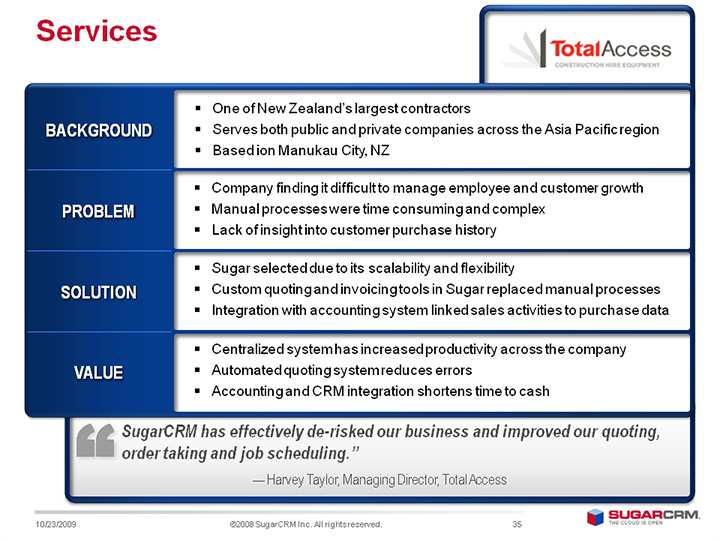 Services
TotalAccess
CONSTRUCTION HIRE EQUIPMENT
BACKGROUND
▪ One of New Zealand's largest contractors
▪ Serves both public and private companies across the Asia Pacific region
▪ Based ion Manukau City, NZ
PROBLEM
▪ Company finding it difficult to manage employee and customer growth
▪ Manual processes were time consuming and complex
▪ Lack of insight into customer purchase history
SOLUTION
▪ Sugar selected due to its scalability and flexibility
▪ Custom quoting and invoicing tools in Sugar replaced manual processes
▪ Integration with accounting system linked sales activities to purchase data
VALUE
▪ Centralized system has increased productivity across the company
▪ Automated quoting system reduces errors
▪ Accounting and CRM integration shortens time to cash
“ SugarCRM has effectively de-risked our business and improved our quoting,
order taking and job scheduling.”
— Harvey Taylor, Managing Director, Total Access
10/23/2009
©2008 SugarCRM Inc. All rights reserved.
35
SUGARCRM.
THE CLOUD IS OPEN